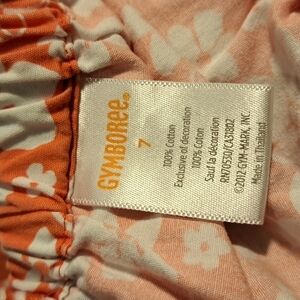 GYMBOREE®
7
100% Cotton
Exclusive of decoration
100% Coton
Sauf la décoration
RN70530/CA31802
©2012 GYM-MARK, INC.
Made in Thailand